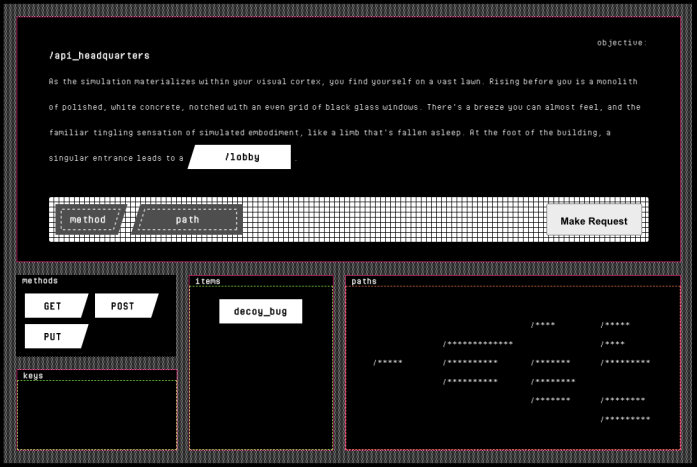 objective:
/api_headquarters
As the simulation materializes within your visual cortex, you find yourself on a vast lawn. Rising before you is a monolith
of polished, white concrete, notched with an even grid of black glass windows. There's a breeze you can almost feel, and the
familiar tingling sensation of simulated embodiment, like a limb that's fallen asleep. At the foot of the building, a
singular entrance leads to a /lobby .
method path Make Request
methods
GET POST
PUT
keys
items
decoy_bug
paths
/**** /*****
/************* /****
/***** /********** /******* /*********
/********** /********
/******* /********
/*********